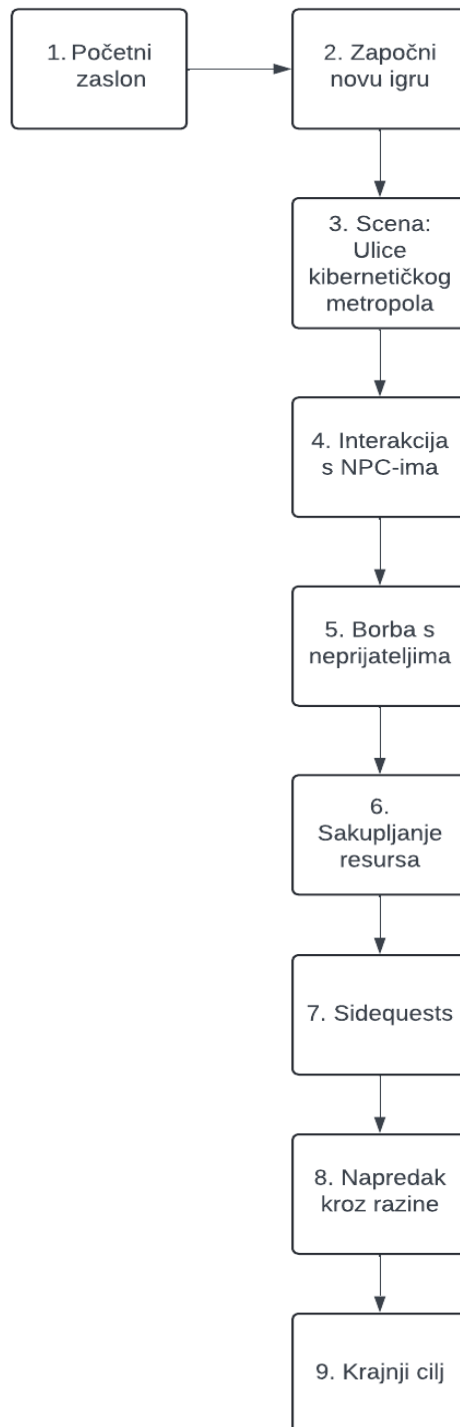 1. Početni
zaslon
2. Započni
novu igru
3. Scena:
Ulice
kibernetičkog
metropola
4. Interakcija
s NPC-ima
5. Borba s
neprijateljima
6.
Sakupljanje
resursa
7. Sidequests
8. Napredak
kroz razine
9. Krajnji cilj